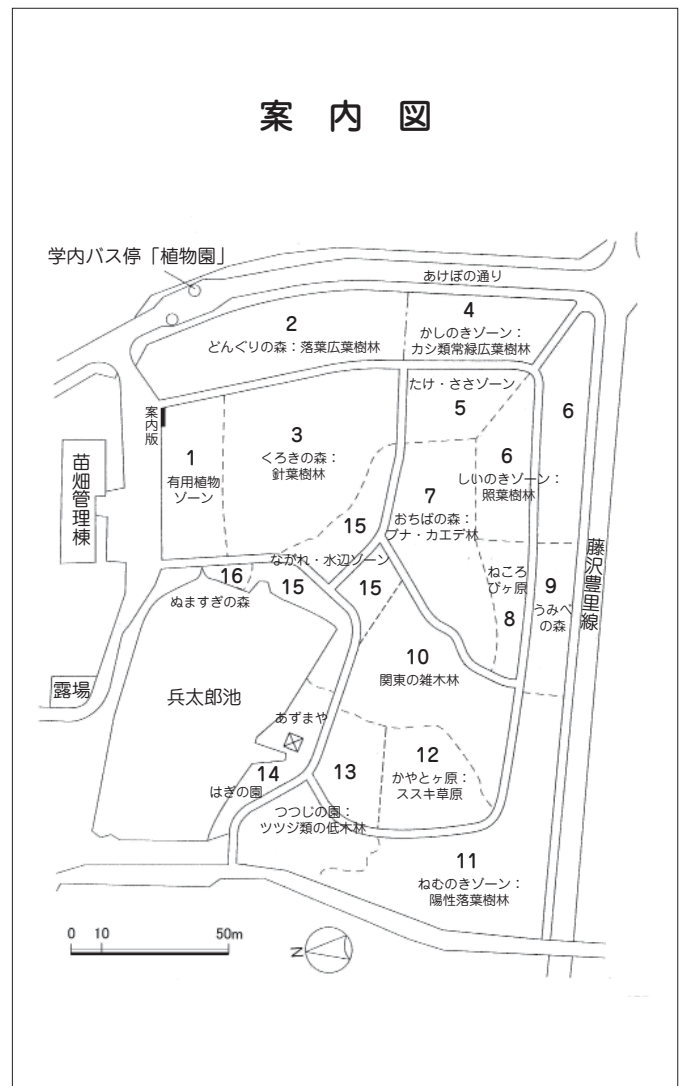 案内図
学内バス停「植物園」
あけぼの通り
2
どんぐりの森：落葉広葉樹林
4
かしのきゾーン：
カシ類常緑広葉樹林
案内版
1
有用植物
ゾーン
3
くろきの森：
針葉樹林
たけ・ささゾーン
5
6
しいのきゾーン：
照葉樹林
6
苗畑管理棟
7
おちばの森：
ブナ・カエデ林
15
ながれ・水辺ゾーン
15
15
16
ぬますぎの森
ねころ
びヶ原
8
9
うみべ
の森
藤沢豊里線
露場
兵太郎池
10
関東の雑木林
あずまや
14
はぎの園
13
つつじの園：
ツツジ類の低木林
12
かやとヶ原：
ススキ草原
11
ねむのきゾーン：
陽性落葉樹林
0 10 50m
N